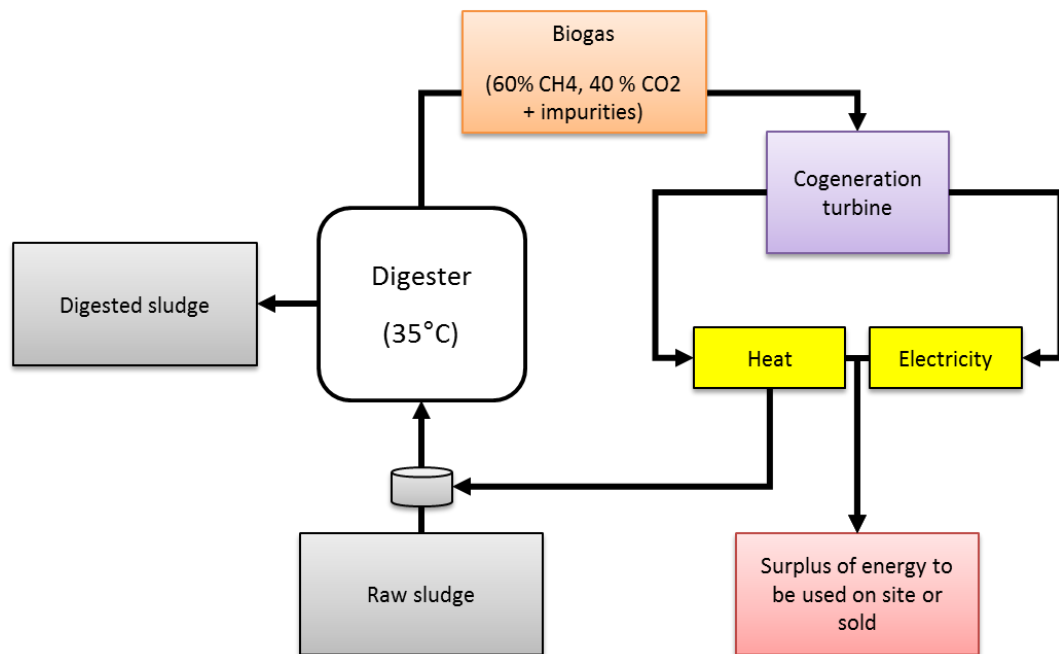 Biogas
(60% CH4, 40 % CO2
+ impurities)
Cogeneration
turbine
Digester
(35°C)
Digested sludge
Heat
Electricity
Raw sludge
Surplus of energy to
be used on site or
sold